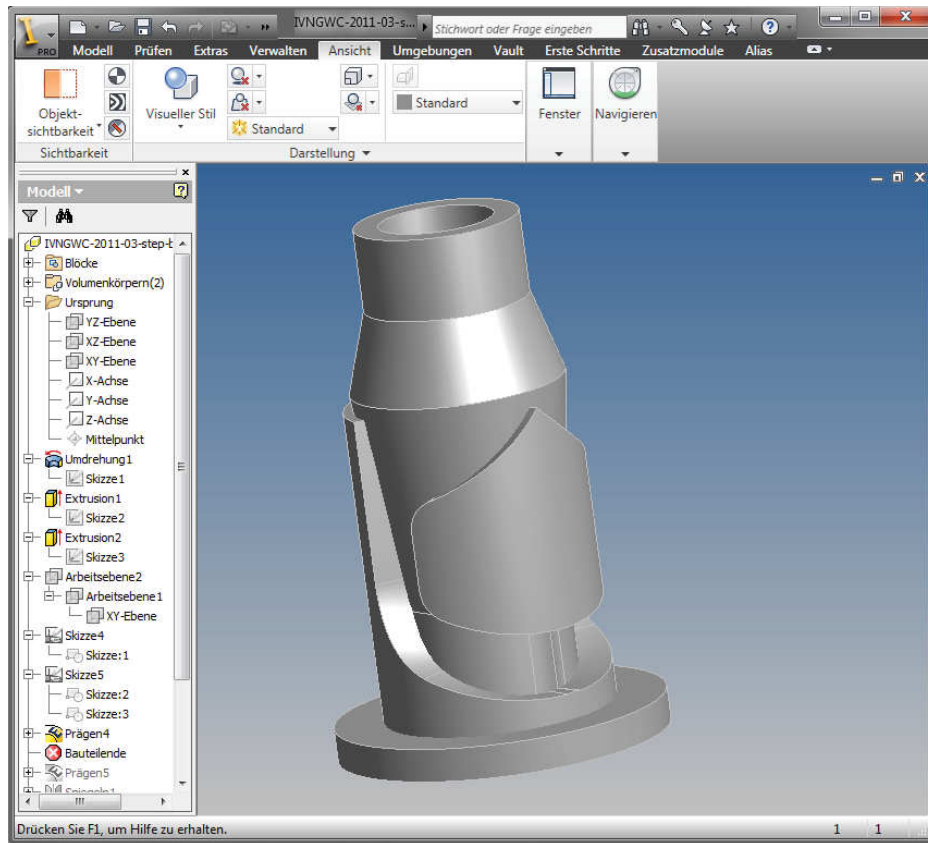 IVNGWC-2011-03-s...
Stichwort oder Frage eingeben
PRO
Modell Prüfen Extras Verwalten Ansicht Umgebungen Vault Erste Schritte Zusatzmodule Alias
Objekt-
sichtbarkeit
Visueller Stil
Standard
Standard
Fenster
Navigieren
Sichtbarkeit
Darstellung
Modell
IVNGWC-2011-03-step-
Blöcke
Volumenkörpern(2)
Ursprung
YZ-Ebene
XZ-Ebene
XY-Ebene
X-Achse
Y-Achse
Z-Achse
Mittelpunkt
Umdrehung1
Skizze1
Extrusion1
Skizze2
Extrusion2
Skizze3
Arbeitsebene2
Arbeitsebene1
XY-Ebene
Skizze4
Skizze:1
Skizze5
Skizze:2
Skizze:3
Prägen4
Bauteilende
Prägen5
Spiegeln1
Drücken Sie F1, um Hilfe zu erhalten.
1 1